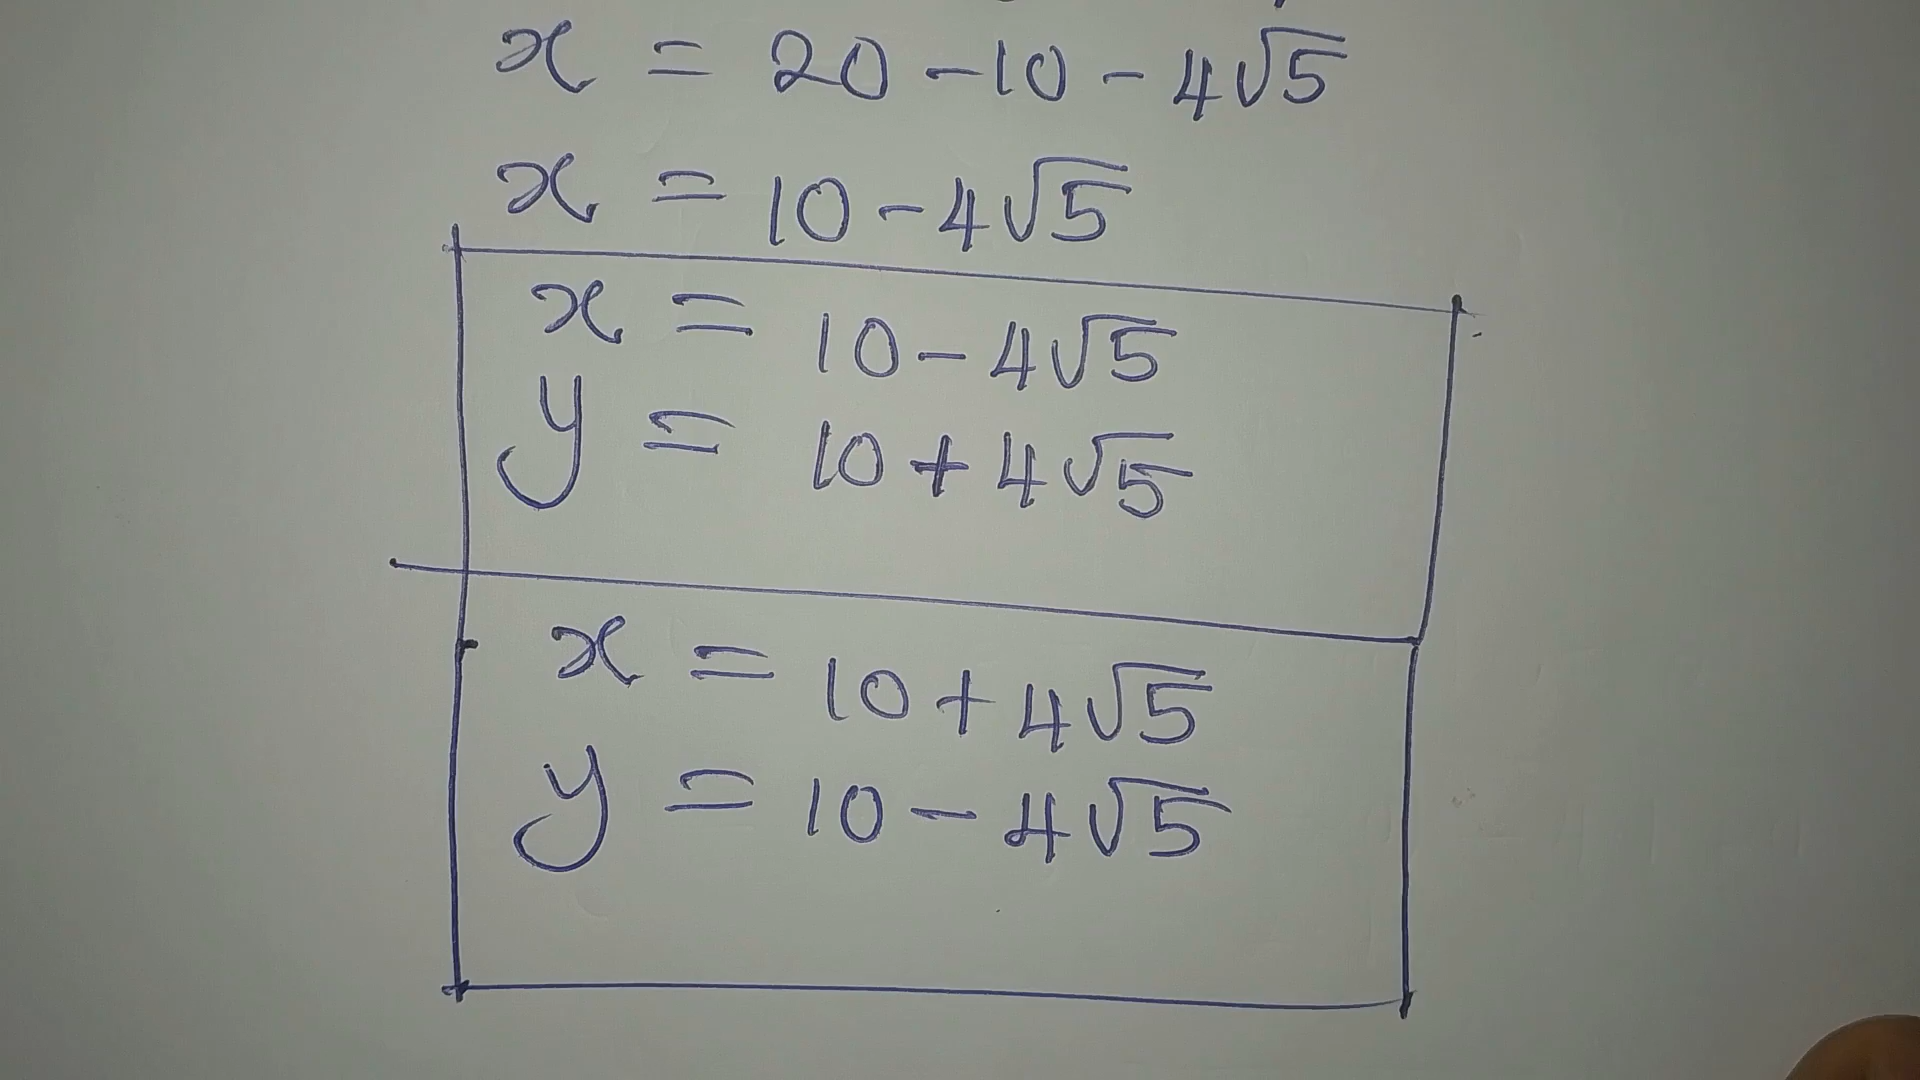 x = 20 - 10 - 4√5
x = 10 - 4√5
x = 10 - 4√5
y = 10 + 4√5
x = 10 + 4√5
y = 10 - 4√5